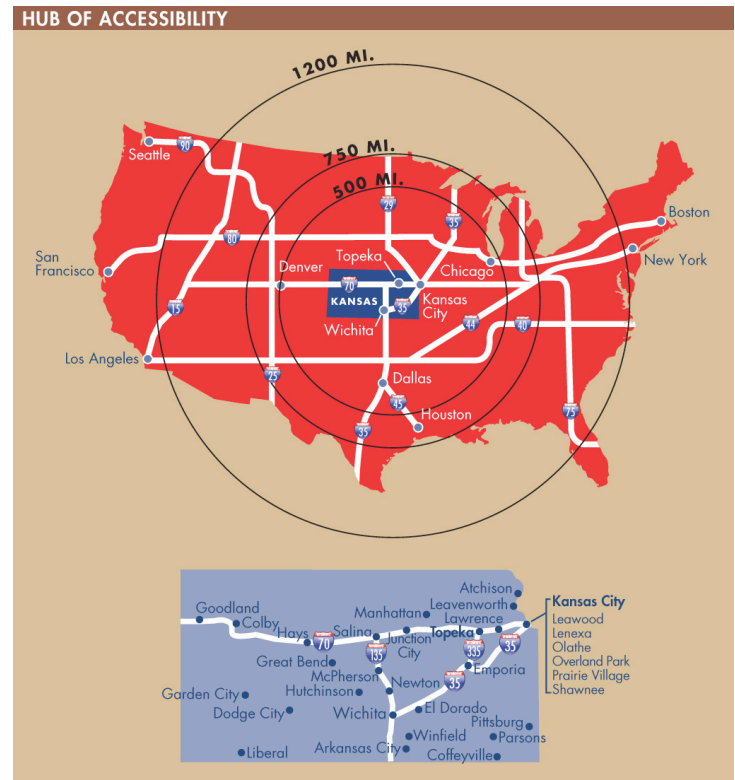 HUB OF ACCESSIBILITY
1200 MI.
750 MI.
500 MI.
Seattle
90
29
35
Boston
80
New York
San
Francisco
Topeka
Denver
Chicago
70
KANSAS
35
Kansas
City
15
Wichita
44
40
Los Angeles
25
Dallas
45
75
Houston
35
Atchison
Leavenworth
Kansas City
Goodland
Manhattan
Lawrence
Leawood
Colby
Hays
70
Salina
Junction
City
Topeka
335
35
Lenexa
Olathe
Overland Park
Prairie Village
Shawnee
135
Great Bend
McPherson
Emporia
35
Newton
Hutchinson
Garden City
Dodge City
Wichita
El Dorado
Pittsburg
Winfield
Parsons
Liberal
Arkansas City
Coffeyville